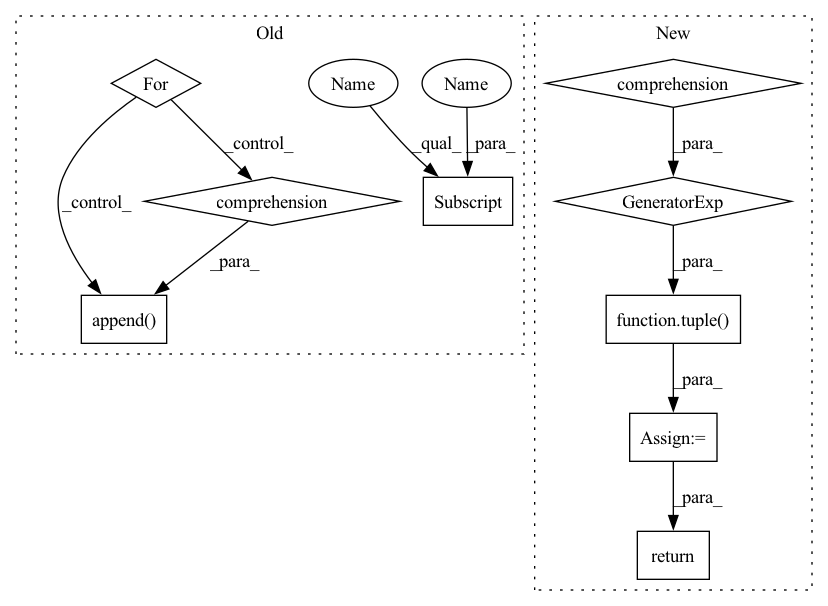 Old
New
For
Name
Name
comprehension
_control_
_qual_
_para_
_para_
_control_
comprehension
Subscript
GeneratorExp
_para_
_para_
append()
function.tuple()
_para_
Assign:=
_para_
return